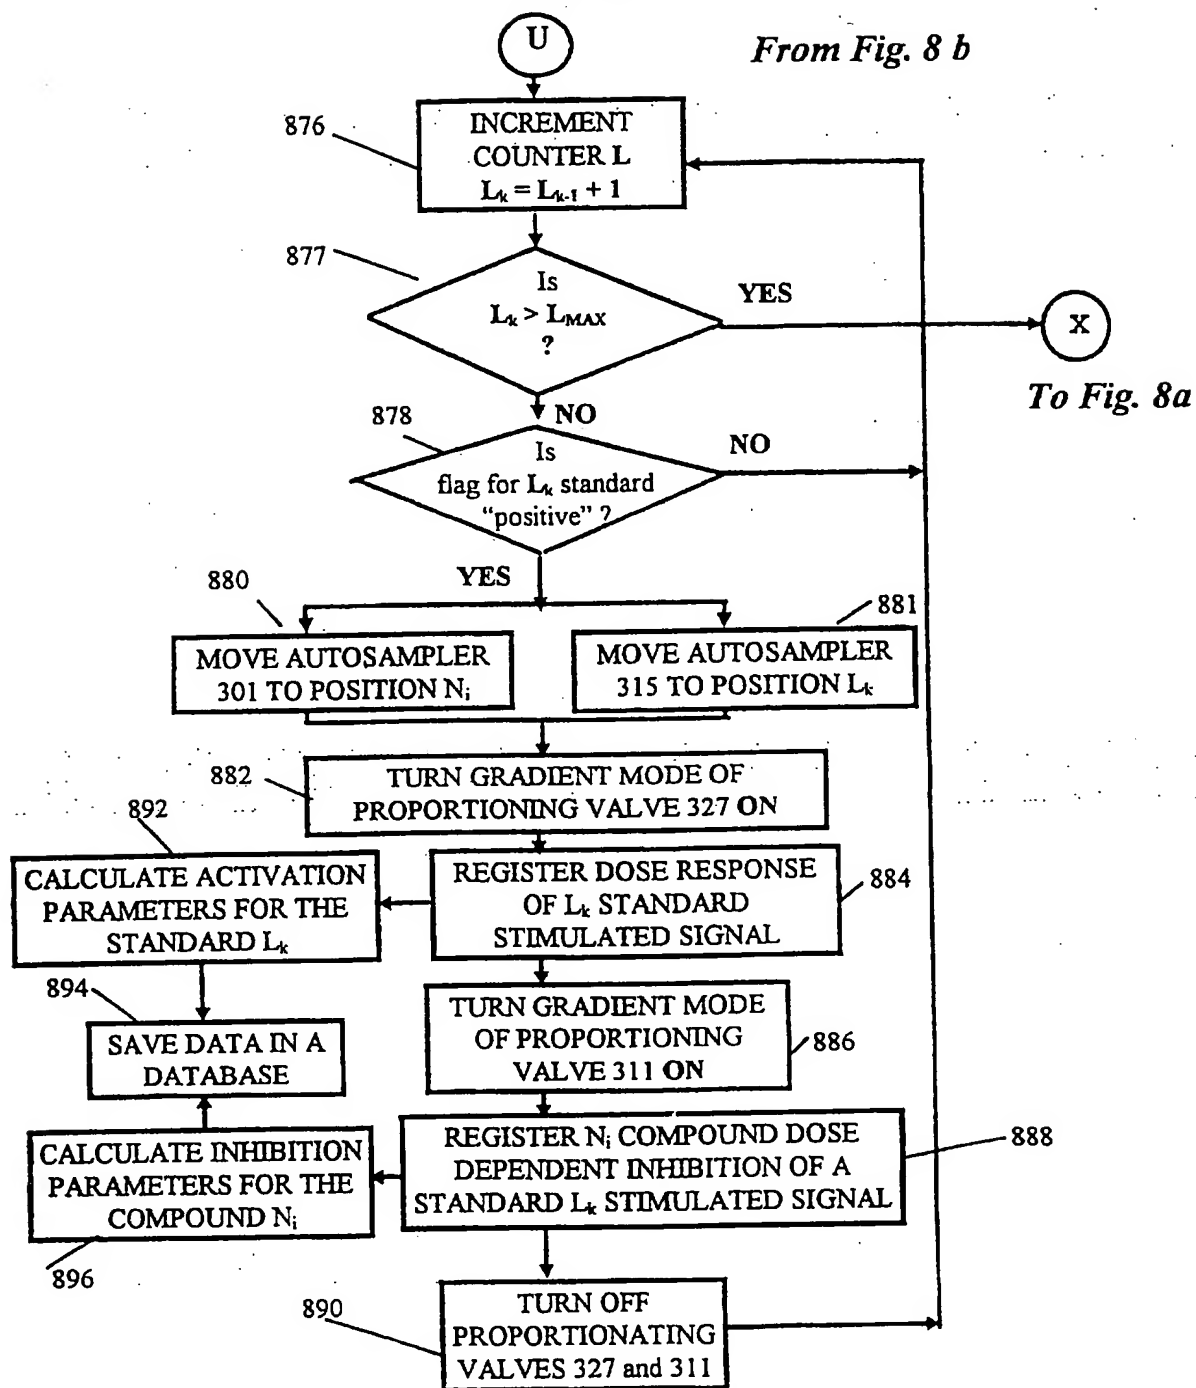 U
From Fig. 8 b
876
INCREMENT
COUNTER L
Lk = Lk-1 + 1
877
Is
Lk > LMAX
?
YES
X
To Fig. 8a
NO
878
Is
flag for Lk standard
“positive” ?
NO
YES
880
881
MOVE AUTOSAMPLER
301 TO POSITION Ni
MOVE AUTOSAMPLER
315 TO POSITION Lk
882
TURN GRADIENT MODE OF
PROPORTIONING VALVE 327 ON
892
CALCULATE ACTIVATION
PARAMETERS FOR THE
STANDARD Lk
REGISTER DOSE RESPONSE
OF Lk STANDARD
STIMULATED SIGNAL
884
894
SAVE DATA IN A
DATABASE
TURN GRADIENT MODE
OF PROPORTIONING
VALVE 311 ON
886
CALCULATE INHIBITION
PARAMETERS FOR THE
COMPOUND Ni
896
REGISTER Ni COMPOUND DOSE
DEPENDENT INHIBITION OF A
STANDARD Lk STIMULATED SIGNAL
888
890
TURN OFF
PROPORTIONATING
VALVES 327 and 311